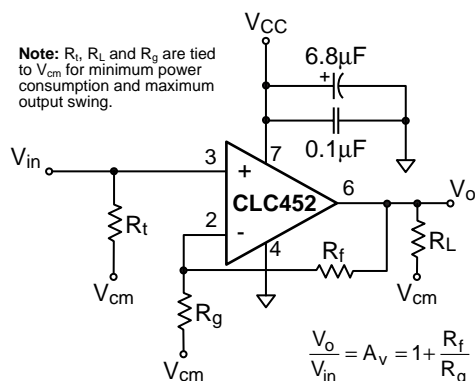 Note: Rt, RL and Rg are tied
to Vcm for minimum power
consumption and maximum
output swing.
VCC
6.8µF
+
0.1µF
Vin
3
7
+
CLC452
6
Vo
2
-
4
Rt
Rf
RL
Vcm
Rg
Vcm
Vcm
Vo/Vin = Av = 1 + Rf/Rg